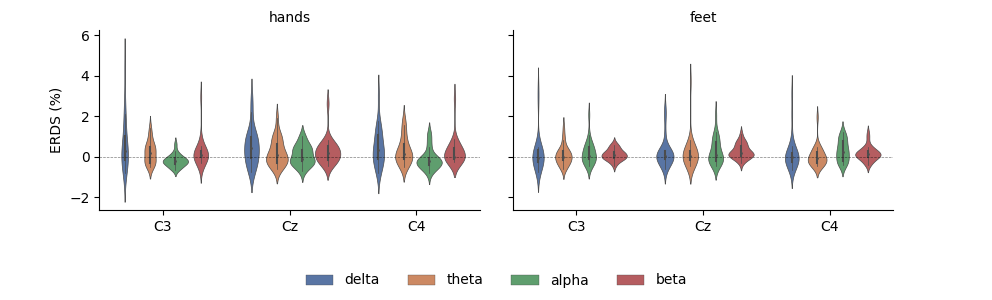 hands
feet
ERDS (%)
6
4
2
0
−2
C3
Cz
C4
C3
Cz
C4
delta
theta
alpha
beta